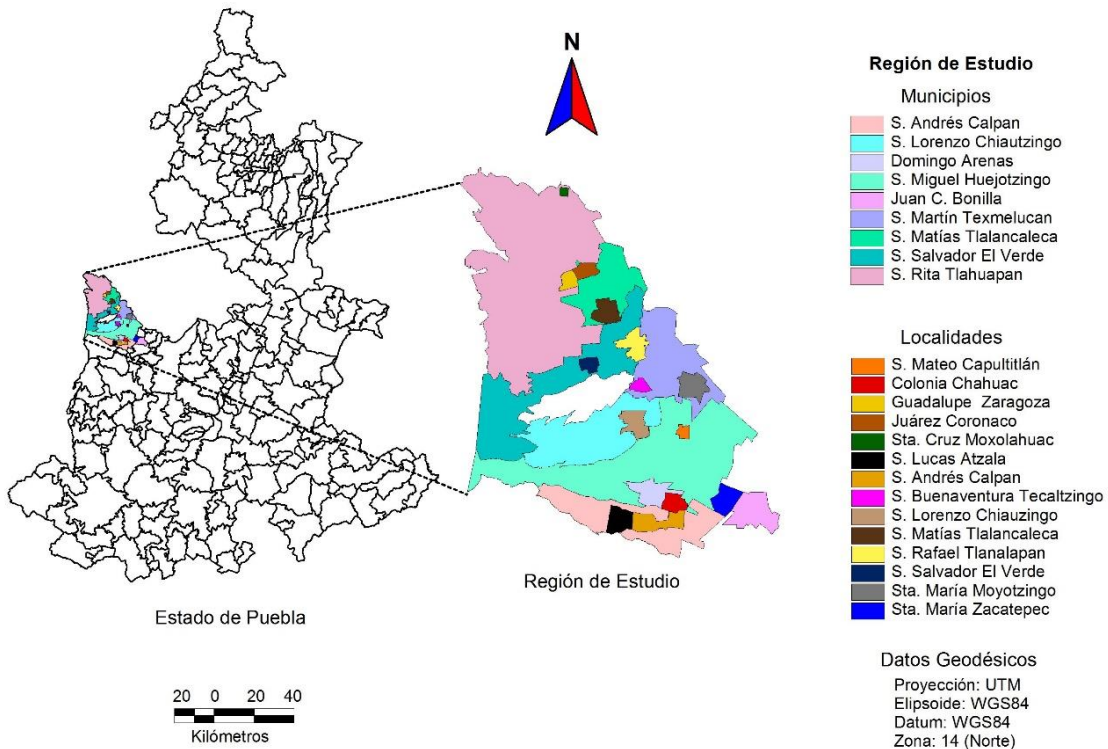 N
Región de Estudio
Municipios
S. Andrés Calpan
S. Lorenzo Chiautzingo
Domingo Arenas
S. Miguel Huejotzingo
Juan C. Bonilla
S. Martín Texmelucan
S. Matías Tlalancaleca
S. Salvador El Verde
S. Rita Tlahuapan
Localidades
S. Mateo Capultitlán
Colonia Chahuac
Guadalupe Zaragoza
Juárez Coronaco
Sta. Cruz Moxolahuac
S. Lucas Atzala
S. Andrés Calpan
S. Buenaventura Tecaltzingo
S. Lorenzo Chiauzingo
S. Matías Tlalancaleca
S. Rafael Tlanalapan
S. Salvador El Verde
Sta. María Moyotzingo
Sta. María Zacatepec
Región de Estudio
Estado de Puebla
20 0 20 40
Kilómetros
Datos Geodésicos
Proyección: UTM
Elipsoide: WGS84
Datum: WGS84
Zona: 14 (Norte)